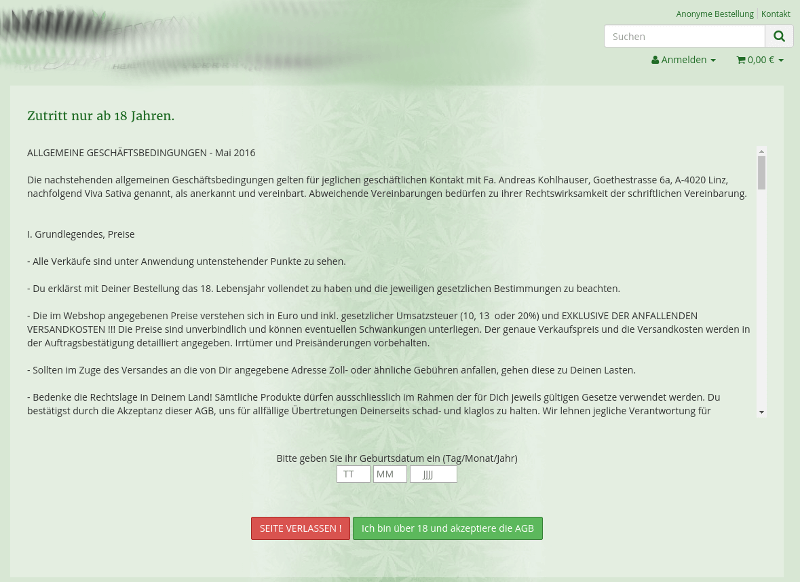 Anonyme Bestellung | Kontakt
Suchen
Anmelden
0,00 €
Zutritt nur ab 18 Jahren.
ALLGEMEINE GESCHÄFTSBEDINGUNGEN - Mai 2016
Die nachstehenden allgemeinen Geschäftsbedingungen gelten für jeglichen geschäftlichen Kontakt mit Fa. Andreas Kohlhauser, Goethestrasse 6a, A-4020 Linz,
nachfolgend Viva Sativa genannt, als anerkannt und vereinbart. Abweichende Vereinbarungen bedürfen zu ihrer Rechtswirksamkeit der schriftlichen Vereinbarung.
I. Grundlegendes, Preise
- Alle Verkäufe sind unter Anwendung untenstehender Punkte zu sehen.
- Du erklärst mit Deiner Bestellung das 18. Lebensjahr vollendet zu haben und die jeweiligen gesetzlichen Bestimmungen zu beachten.
- Die im Webshop angegebenen Preise verstehen sich in Euro und inkl. gesetzlicher Umsatzsteuer (10, 13 oder 20%) und EXKLUSIVE DER ANFALLENDEN
VERSANDKOSTEN !!! Die Preise sind unverbindlich und können eventuellen Schwankungen unterliegen. Der genaue Verkaufspreis und die Versandkosten werden in
der Auftragsbestätigung detailliert angegeben. Irrtümer und Preisänderungen vorbehalten.
- Sollten im Zuge des Versandes an die von Dir angegebene Adresse Zoll- oder ähnliche Gebühren anfallen, gehen diese zu Deinen Lasten.
- Bedenke die Rechtslage in Deinem Land! Sämtliche Produkte dürfen ausschliesslich im Rahmen der für Dich jeweils gültigen Gesetze verwendet werden. Du
bestätigst durch die Akzeptanz dieser AGB, uns für allfällige Übertretungen Deinerseits schad- und klaglos zu halten. Wir lehnen jegliche Verantwortung für
Bitte geben Sie ihr Geburtsdatum ein (Tag/Monat/Jahr)
TT MM JJJJ
SEITE VERLASSEN ! Ich bin über 18 und akzeptiere die AGB